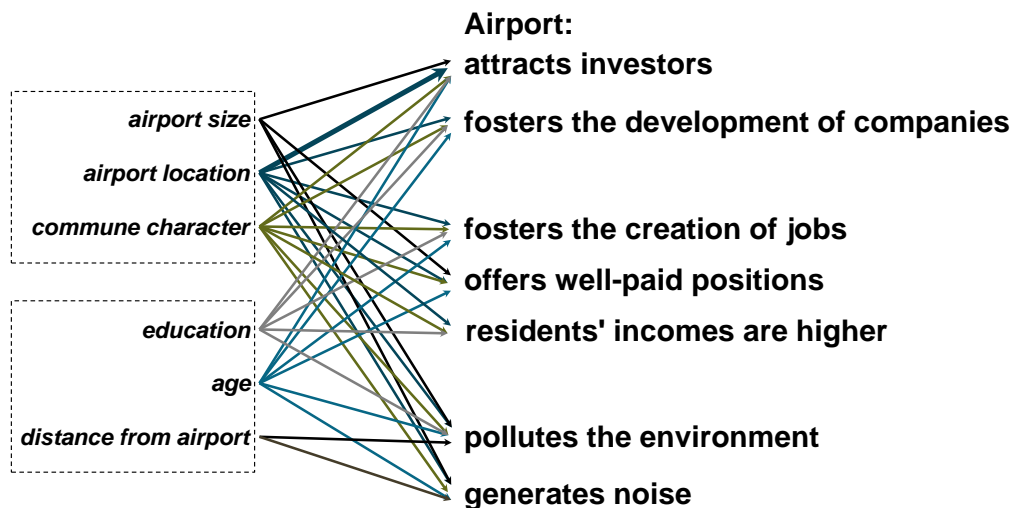 Airport:
attracts investors
airport size
fosters the development of companies
airport location
commune character
fosters the creation of jobs
offers well-paid positions
education
residents' incomes are higher
age
distance from airport
pollutes the environment
generates noise